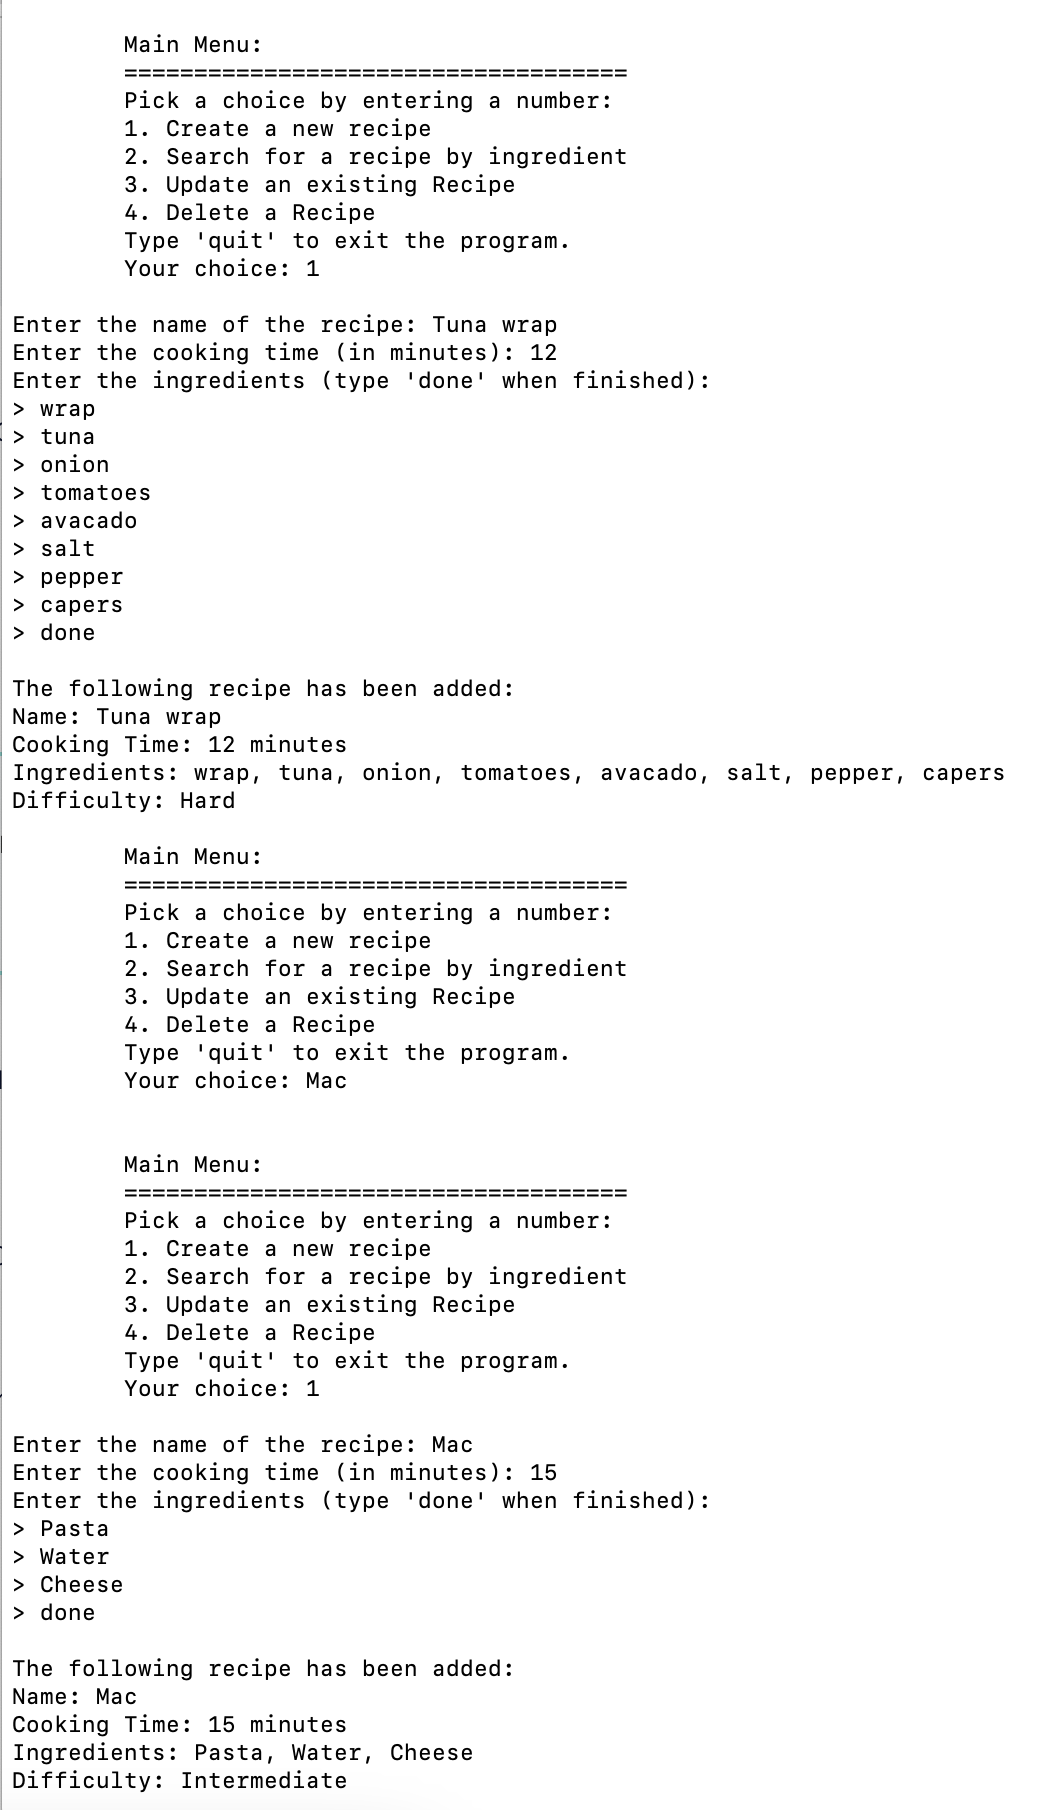 Main Menu:
====================================
Pick a choice by entering a number:
1. Create a new recipe
2. Search for a recipe by ingredient
3. Update an existing Recipe
4. Delete a Recipe
Type 'quit' to exit the program.
Your choice: 1
Enter the name of the recipe: Tuna wrap
Enter the cooking time (in minutes): 12
Enter the ingredients (type 'done' when finished):
> wrap
> tuna
> onion
> tomatoes
> avacado
> salt
> pepper
> capers
> done
The following recipe has been added:
Name: Tuna wrap
Cooking Time: 12 minutes
Ingredients: wrap, tuna, onion, tomatoes, avacado, salt, pepper, capers
Difficulty: Hard
Main Menu:
====================================
Pick a choice by entering a number:
1. Create a new recipe
2. Search for a recipe by ingredient
3. Update an existing Recipe
4. Delete a Recipe
Type 'quit' to exit the program.
Your choice: Mac
Main Menu:
====================================
Pick a choice by entering a number:
1. Create a new recipe
2. Search for a recipe by ingredient
3. Update an existing Recipe
4. Delete a Recipe
Type 'quit' to exit the program.
Your choice: 1
Enter the name of the recipe: Mac
Enter the cooking time (in minutes): 15
Enter the ingredients (type 'done' when finished):
> Pasta
> Water
> Cheese
> done
The following recipe has been added:
Name: Mac
Cooking Time: 15 minutes
Ingredients: Pasta, Water, Cheese
Difficulty: Intermediate